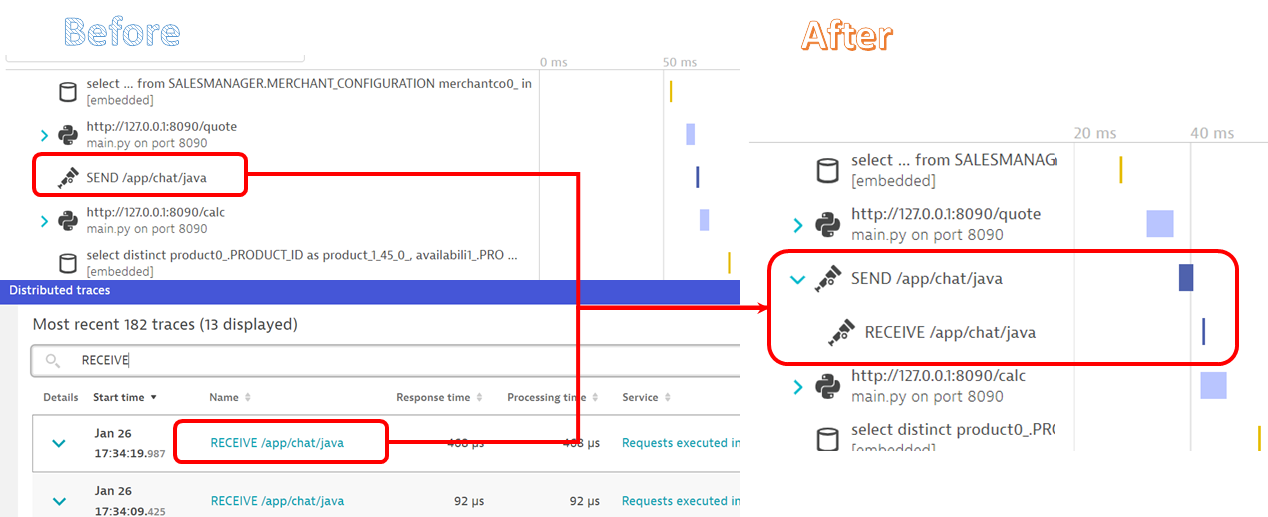 Before
0 ms 50 ms
select ... from SALESMANAGER.MERCHANT_CONFIGURATION merchantco0_ in
[embedded]
http://127.0.0.1:8090/quote
main.py on port 8090
SEND /app/chat/java
http://127.0.0.1:8090/calc
main.py on port 8090
select distinct product0_.PRODUCT_ID as product_1_45_0_, availabili1_.PRO ...
[embedded]
Distributed traces
Most recent 182 traces (13 displayed)
RECEIVE
Details Start time Name Response time Processing time Service
Jan 26
17:34:19.987
RECEIVE /app/chat/java 468 µs 468 µs Requests executed in
Jan 26
17:34:09.425
RECEIVE /app/chat/java 92 µs 92 µs Requests executed in
After
20 ms 40 ms
select ... from SALESMANAG
[embedded]
http://127.0.0.1:8090/quote
main.py on port 8090
SEND /app/chat/java
RECEIVE /app/chat/java
http://127.0.0.1:8090/calc
main.py on port 8090
select distinct product0_.PRO
[embedded]